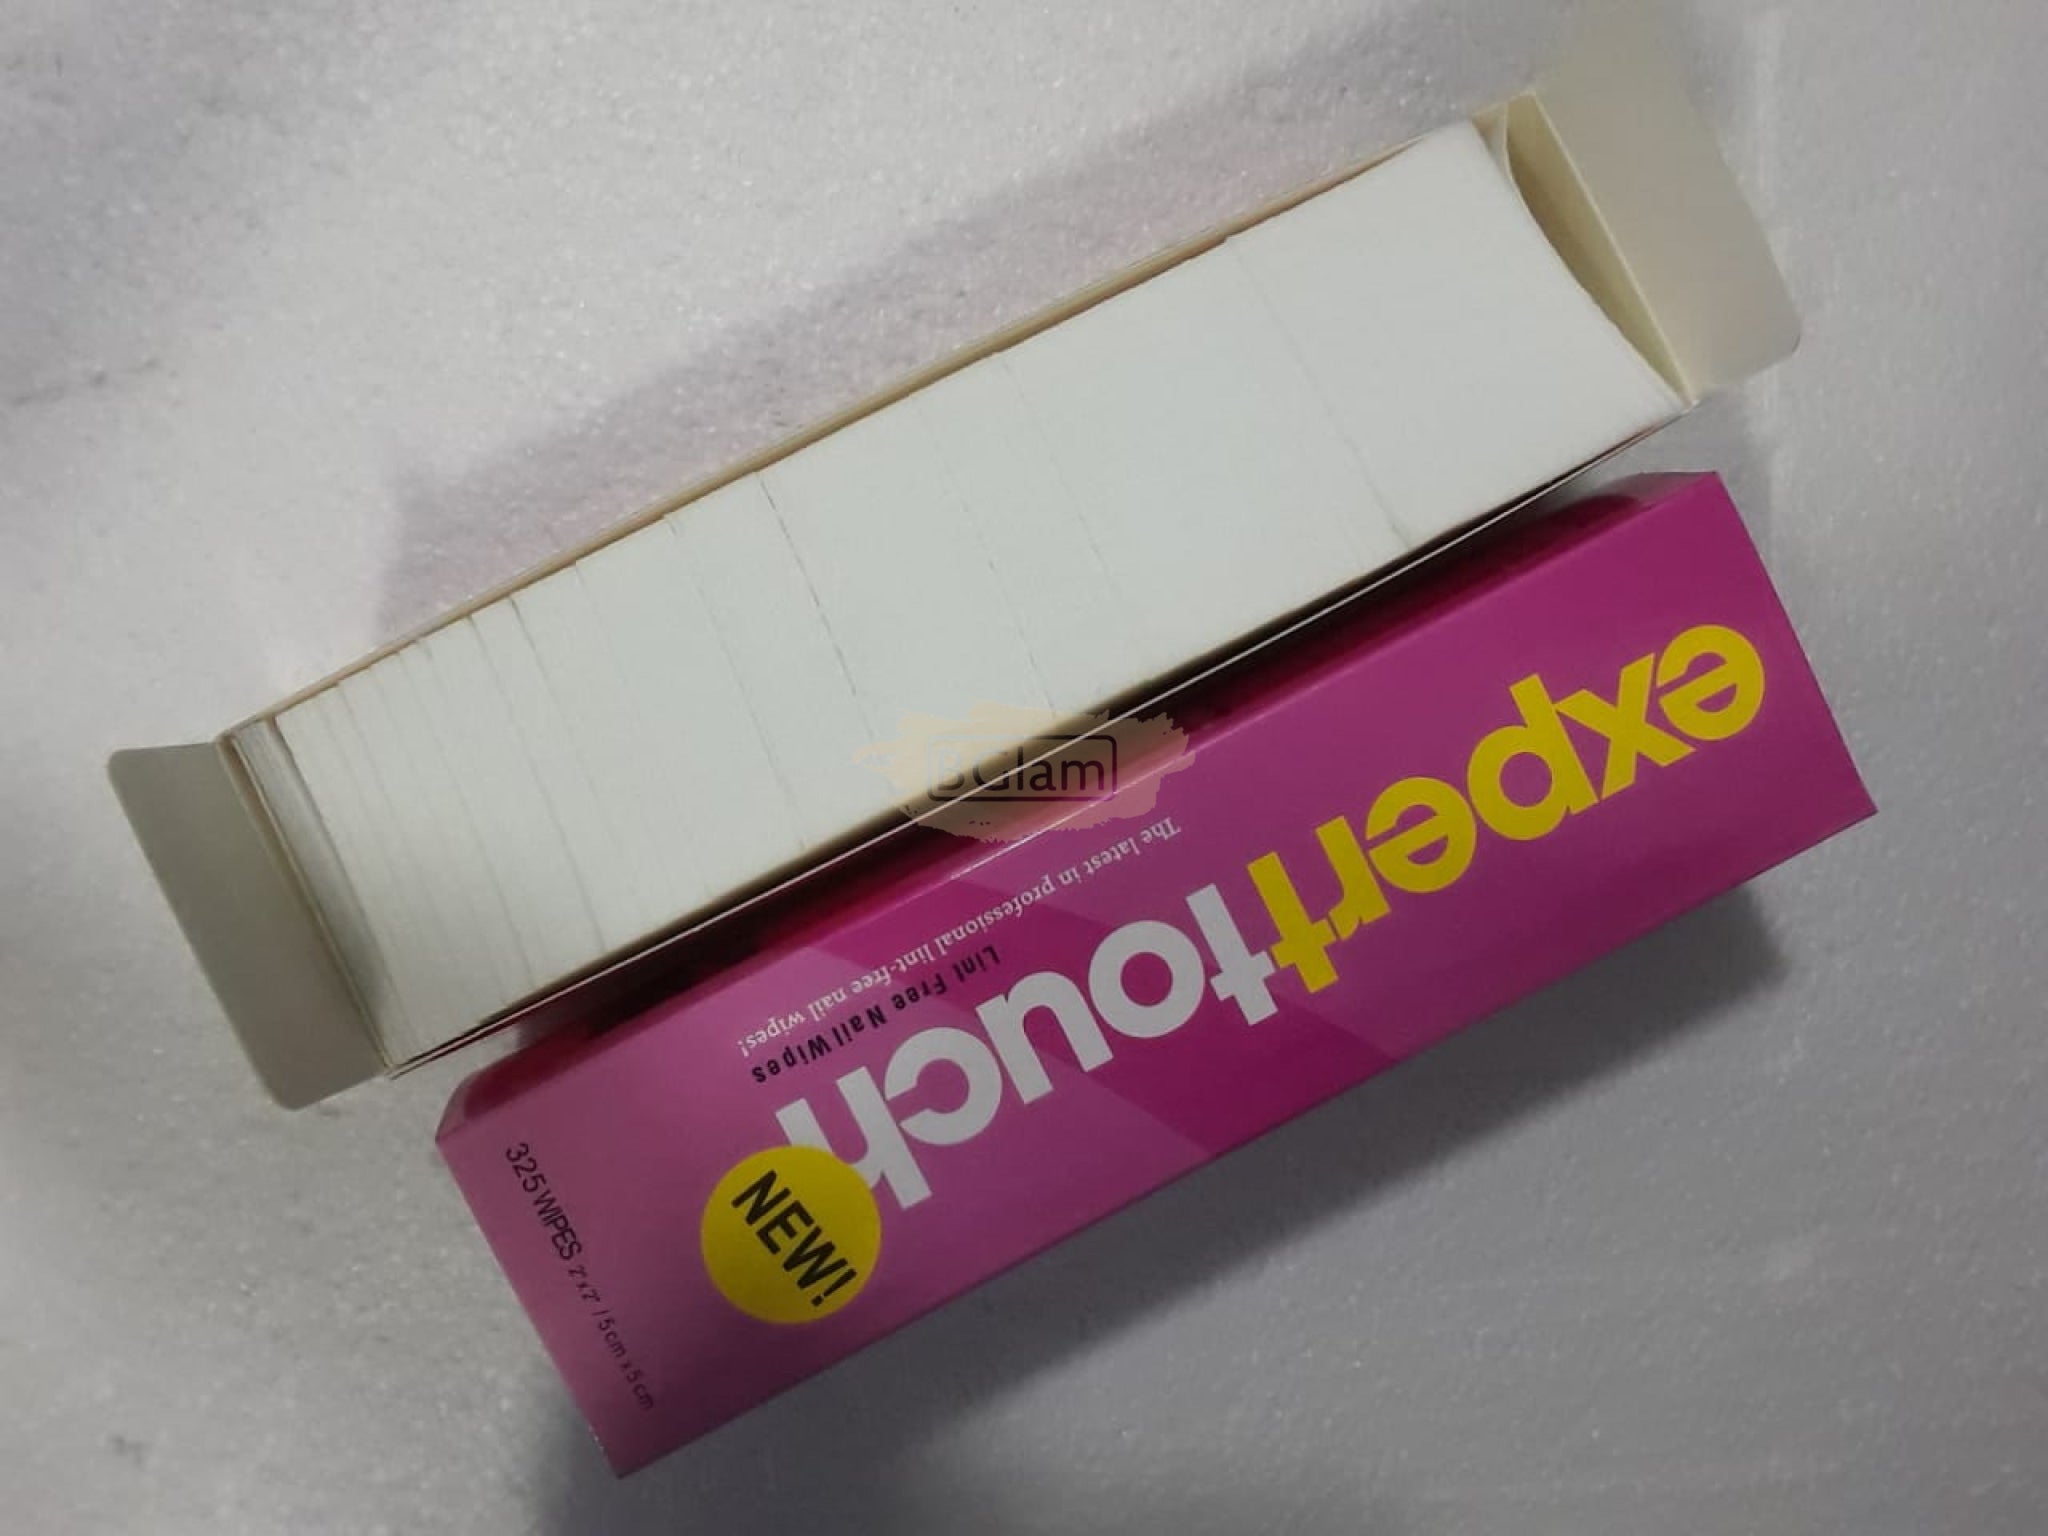 experttouch
Lint Free Nail Wipes
The latest in professional lint-free nail wipes!
NEW!
325 WIPES 2" x 2" / 5cm x 5cm
BGlam